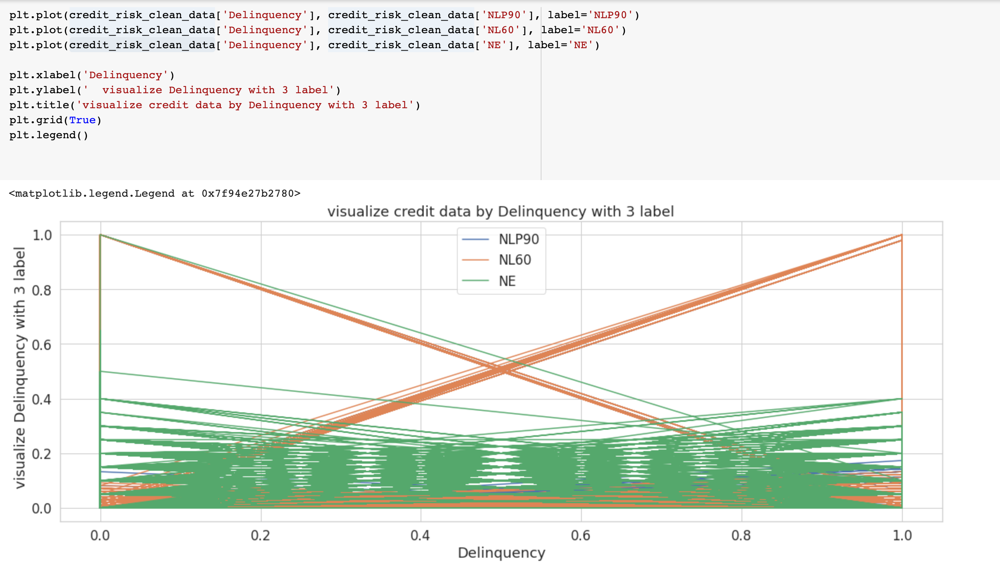 plt.plot(credit_risk_clean_data['Delinquency'], credit_risk_clean_data['NLP90'], label='NLP90')
plt.plot(credit_risk_clean_data['Delinquency'], credit_risk_clean_data['NL60'], label='NL60')
plt.plot(credit_risk_clean_data['Delinquency'], credit_risk_clean_data['NE'], label='NE')
plt.xlabel('Delinquency')
plt.ylabel('  visualize Delinquency with 3 label')
plt.title('visualize credit data by Delinquency with 3 label')
plt.grid(True)
plt.legend()
<matplotlib.legend.Legend at 0x7f94e27b2780>
visualize credit data by Delinquency with 3 label
NLP90
NL60
NE
visualize Delinquency with 3 label
1.0
0.8
0.6
0.4
0.2
0.0
0.0 0.2 0.4 0.6 0.8 1.0
Delinquency